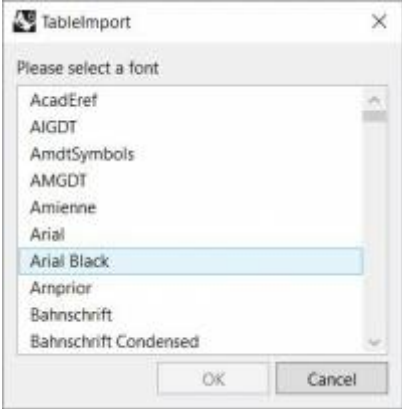 TableImport
Please select a font
AcadEref
AIGDT
AmdtSymbols
AMGDT
Amienne
Arial
Arial Black
Arnprior
Bahnschrift
Bahnschrift Condensed
OK Cancel